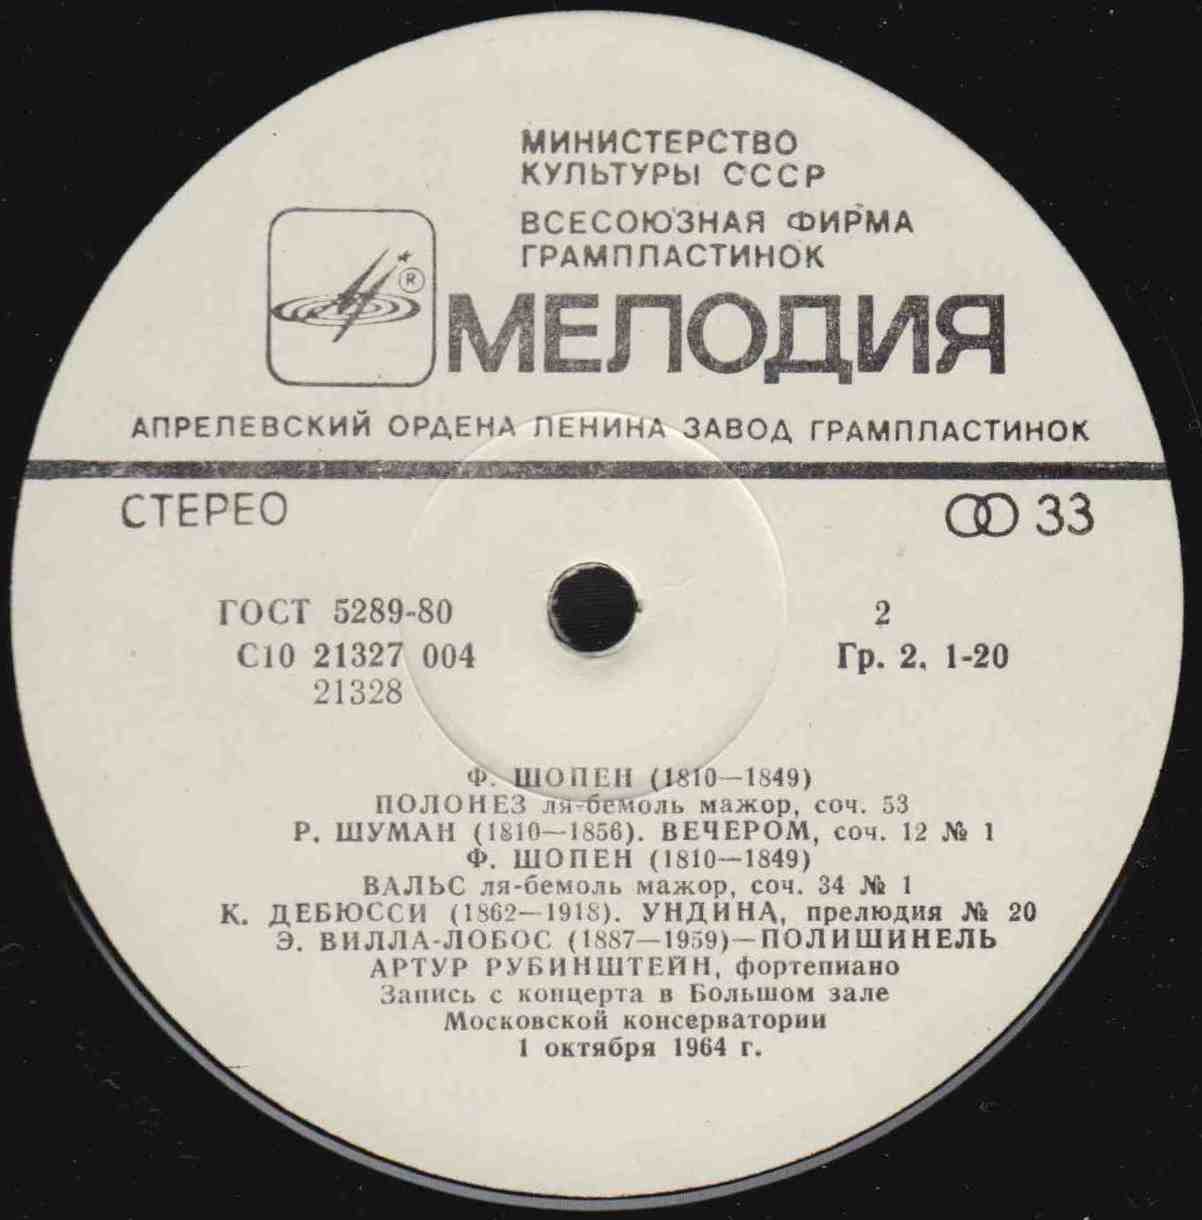 МИНИСТЕРСТВО
КУЛЬТУРЫ СССР
ВСЕСОЮЗНАЯ ФИРМА
ГРАМПЛАСТИНОК
®
МЕЛОДИЯ
АПРЕЛЕВСКИЙ ОРДЕНА ЛЕНИНА ЗАВОД ГРАМПЛАСТИНОК
СТЕРЕО
33
ГОСТ 5289-80
2
С10 21327 004
Гр. 2. 1-20
21328
Ф. ШОПЕН (1810—1849)
ПОЛОНЕЗ ля-бемоль мажор, соч. 53
Р. ШУМАН (1810—1856). ВЕЧЕРОМ, соч. 12 № 1
Ф. ШОПЕН (1810—1849)
ВАЛЬС ля-бемоль мажор, соч. 34 № 1
К. ДЕБЮССИ (1862—1918). УНДИНА, прелюдия № 20
Э. ВИЛЛА-ЛОБОС (1887—1959)—ПОЛИШИНЕЛЬ
АРТУР РУБИНШТЕЙН, фортепиано
Запись с концерта в Большом зале
Московской консерватории
1 октября 1964 г.